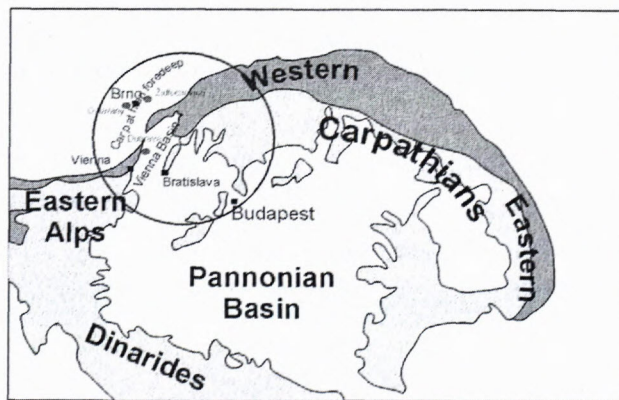 Western
Carpathians
Eastern
Brno
Carpathian foredeep
Vienna Basin
Vienna
Bratislava
Budapest
Eastern
Alps
Pannonian
Basin
Dinarides